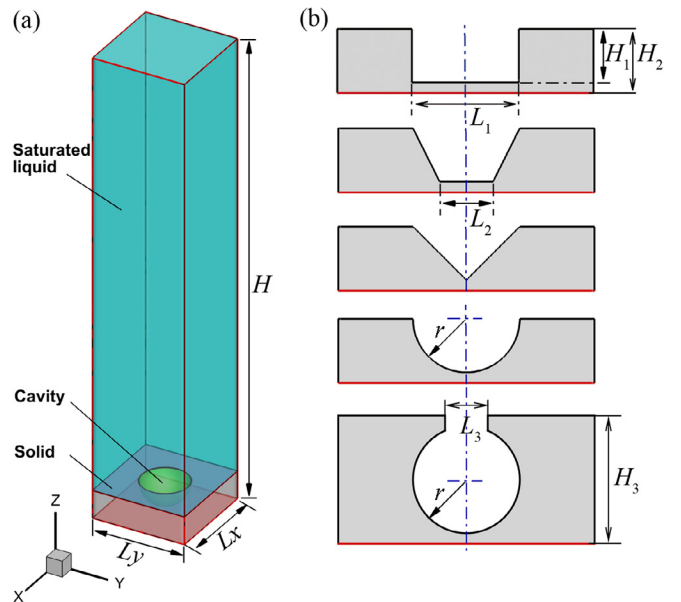 (a)
Saturated
liquid
H
Cavity
Solid
Z
X
Y
Ly
Lx
(b)
H₁
H₂
L₁
L₂
r
L₃
r
H₃